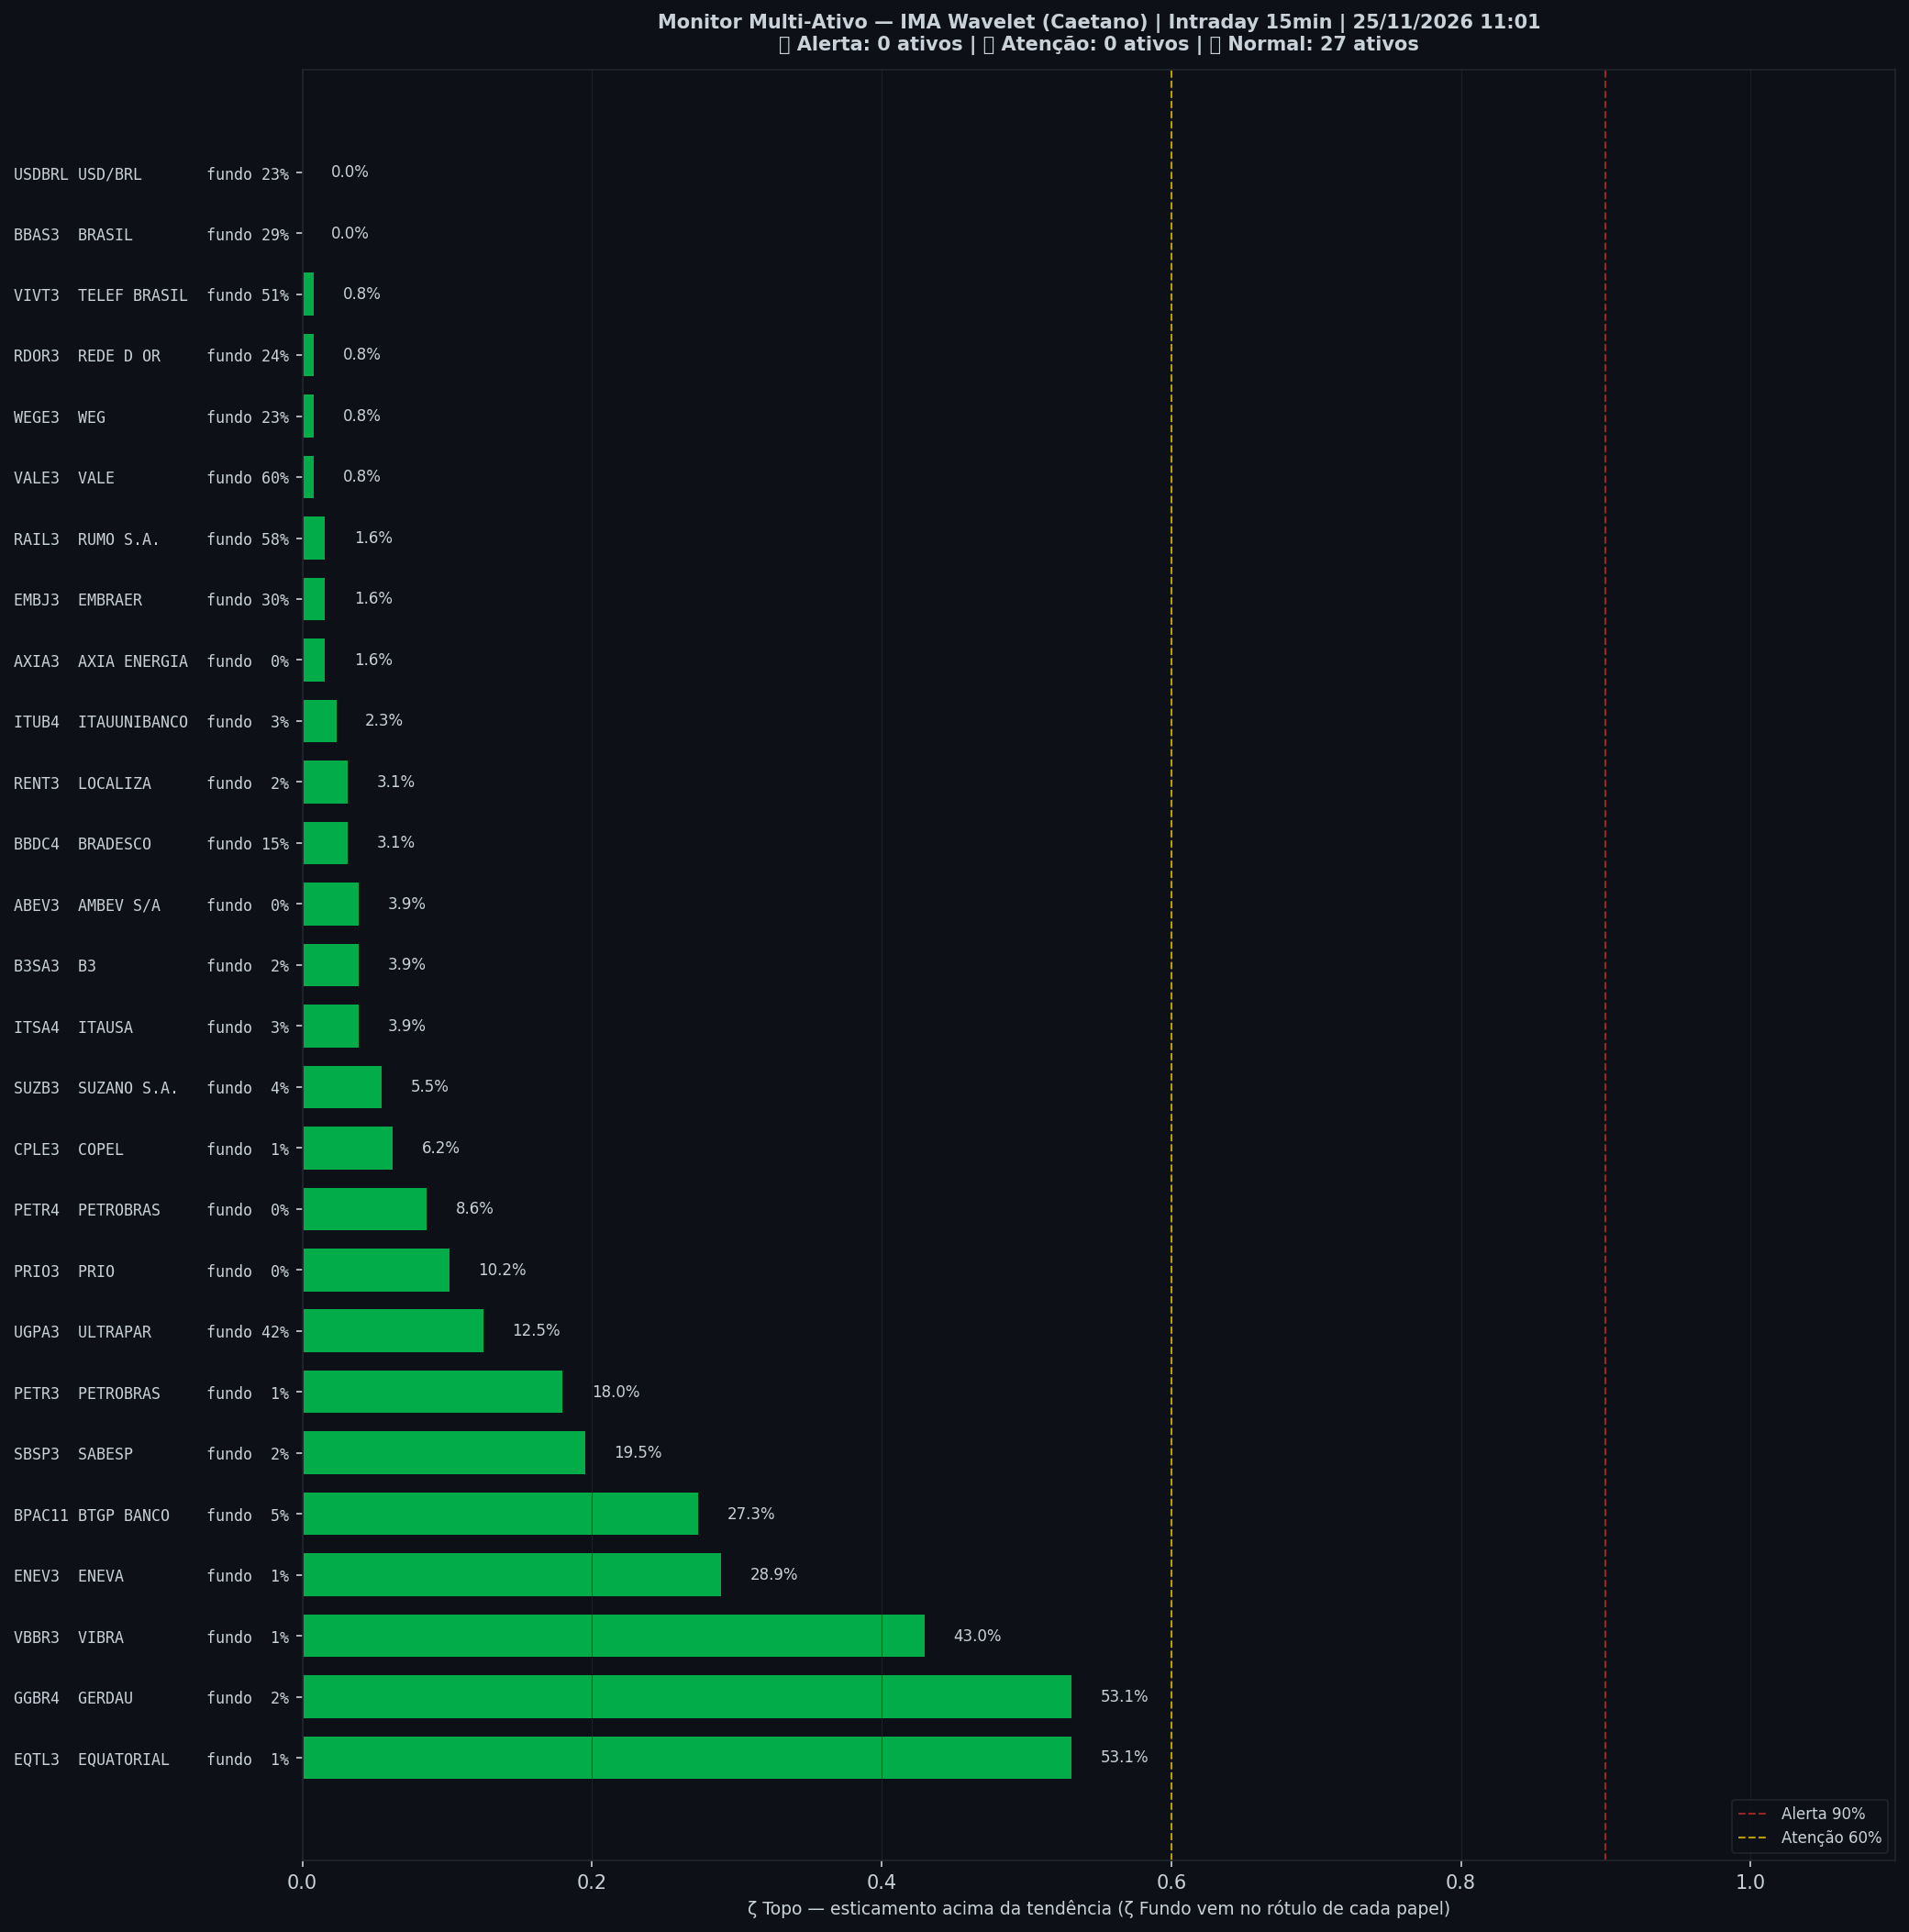 Monitor Multi-Ativo — IMA Wavelet (Caetano) | Intraday 15min | 25/11/2026 11:01
▯ Alerta: 0 ativos | ▯ Atenção: 0 ativos | ▯ Normal: 27 ativos
USDBRL USD/BRL fundo 23% 0.0%
BBAS3 BRASIL fundo 29% 0.0%
VIVT3 TELEF BRASIL fundo 51% 0.8%
RDOR3 REDE D OR fundo 24% 0.8%
WEGE3 WEG fundo 23% 0.8%
VALE3 VALE fundo 60% 0.8%
RAIL3 RUMO S.A. fundo 58% 1.6%
EMBJ3 EMBRAER fundo 30% 1.6%
AXIA3 AXIA ENERGIA fundo 0% 1.6%
ITUB4 ITAUUNIBANCO fundo 3% 2.3%
RENT3 LOCALIZA fundo 2% 3.1%
BBDC4 BRADESCO fundo 15% 3.1%
ABEV3 AMBEV S/A fundo 0% 3.9%
B3SA3 B3 fundo 2% 3.9%
ITSA4 ITAUSA fundo 3% 3.9%
SUZB3 SUZANO S.A. fundo 4% 5.5%
CPLE3 COPEL fundo 1% 6.2%
PETR4 PETROBRAS fundo 0% 8.6%
PRIO3 PRIO fundo 0% 10.2%
UGPA3 ULTRAPAR fundo 42% 12.5%
PETR3 PETROBRAS fundo 1% 18.0%
SBSP3 SABESP fundo 2% 19.5%
BPAC11 BTGP BANCO fundo 5% 27.3%
ENEV3 ENEVA fundo 1% 28.9%
VBBR3 VIBRA fundo 1% 43.0%
GGBR4 GERDAU fundo 2% 53.1%
EQTL3 EQUATORIAL fundo 1% 53.1%
Alerta 90%
Atenção 60%
0.0 0.2 0.4 0.6 0.8 1.0
ζ Topo — esticamento acima da tendência (ζ Fundo vem no rótulo de cada papel)